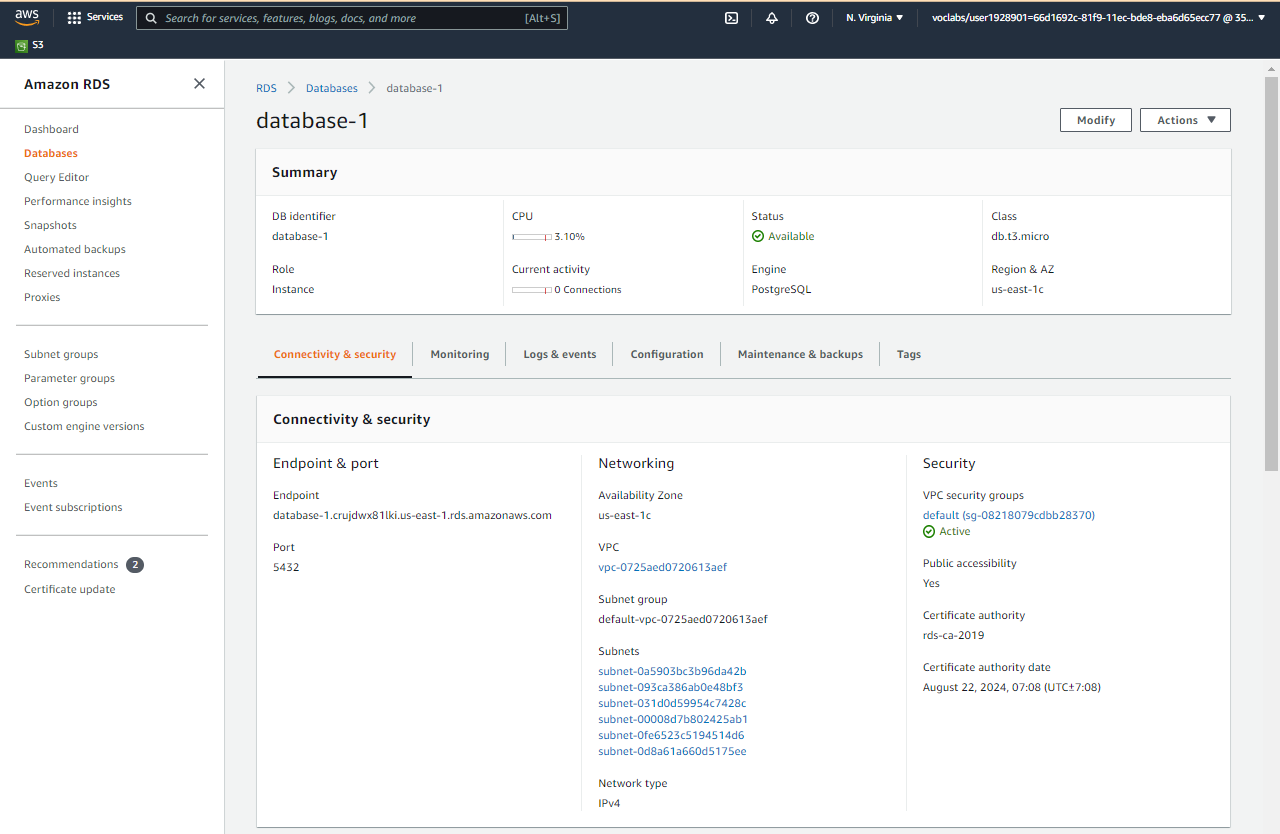 aws
Services
Search for services, features, blogs, docs, and more
[Alt+S]
N. Virginia ▼
voclabs/user1928901=66d1692c-81f9-11ec-bde8-eba6d65ecc77 @ 35... ▼
S3
Amazon RDS
Dashboard
Databases
Query Editor
Performance insights
Snapshots
Automated backups
Reserved instances
Proxies
Subnet groups
Parameter groups
Option groups
Custom engine versions
Events
Event subscriptions
Recommendations 2
Certificate update
RDS > Databases > database-1
database-1
Modify
Actions ▼
Summary
DB identifier
database-1
CPU
3.10%
Status
Available
Class
db.t3.micro
Role
Instance
Current activity
0 Connections
Engine
PostgreSQL
Region & AZ
us-east-1c
Connectivity & security
Monitoring
Logs & events
Configuration
Maintenance & backups
Tags
Connectivity & security
Endpoint & port
Endpoint
database-1.crujdwx81lki.us-east-1.rds.amazonaws.com
Port
5432
Networking
Availability Zone
us-east-1c
VPC
vpc-0725aed0720613aef
Subnet group
default-vpc-0725aed0720613aef
Subnets
subnet-0a5903bc3b96da42b
subnet-093ca386ab0e48bf3
subnet-031d0d59954c7428c
subnet-00008d7b802425ab1
subnet-0fe6523c5194514d6
subnet-0d8a61a660d5175ee
Network type
IPv4
Security
VPC security groups
default (sg-08218079cdbb28370)
Active
Public accessibility
Yes
Certificate authority
rds-ca-2019
Certificate authority date
August 22, 2024, 07:08 (UTC±7:08)